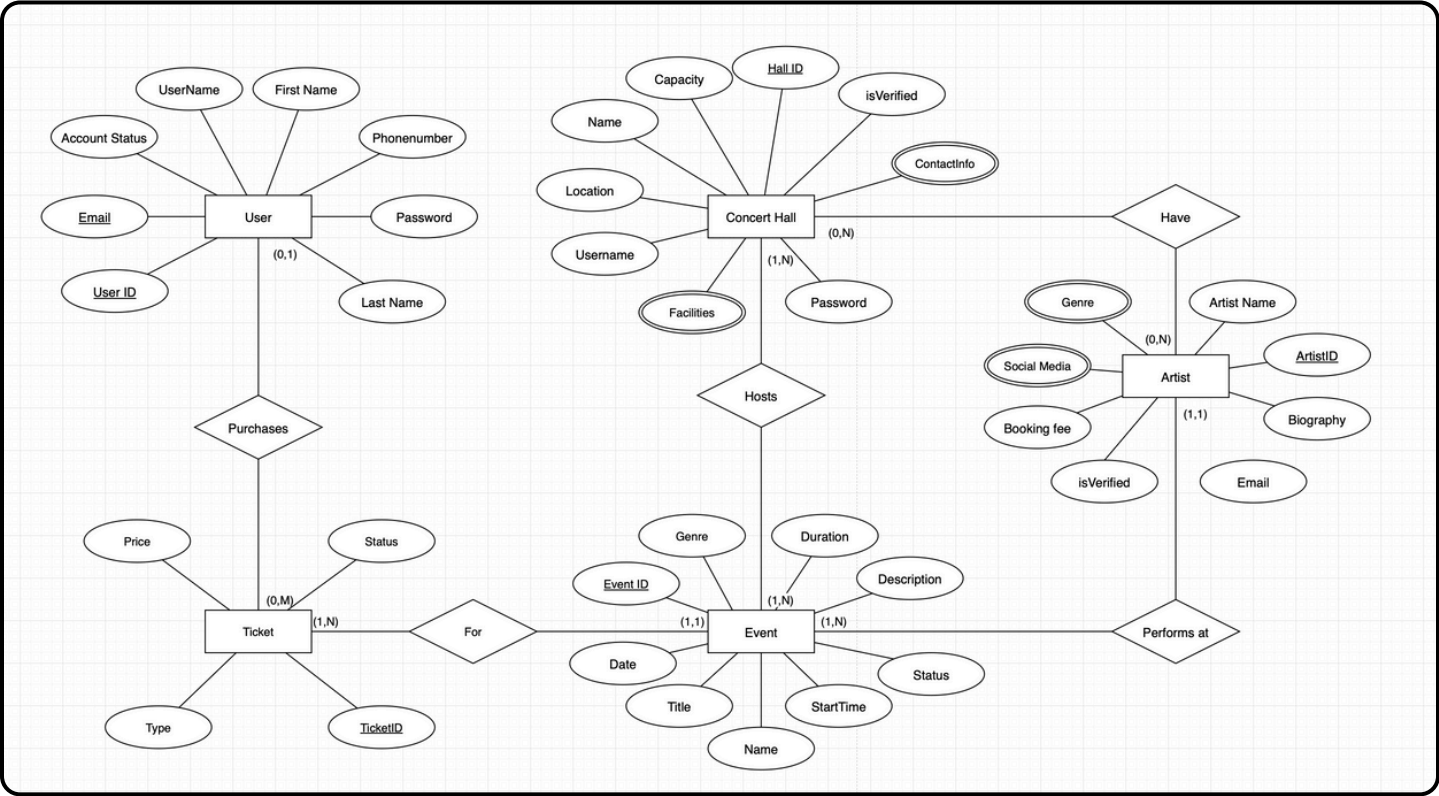 UserName
First Name
Account Status
Phonenumber
Email
User
Password
(0,1)
User ID
Last Name
Purchases
Price
Status
(0,M)
Ticket
(1,N)
Type
TicketID
For
Capacity
Hall ID
isVerified
Name
ContactInfo
Location
Concert Hall
(0,N)
Username
(1,N)
Facilities
Password
Hosts
Have
Genre
Artist Name
(0,N)
Social Media
Artist
ArtistID
(1,1)
Booking fee
Biography
isVerified
Email
Genre
Duration
Event ID
Description
(1,N)
(1,1)
Event
(1,N)
Performs at
Date
Status
Title
StartTime
Name